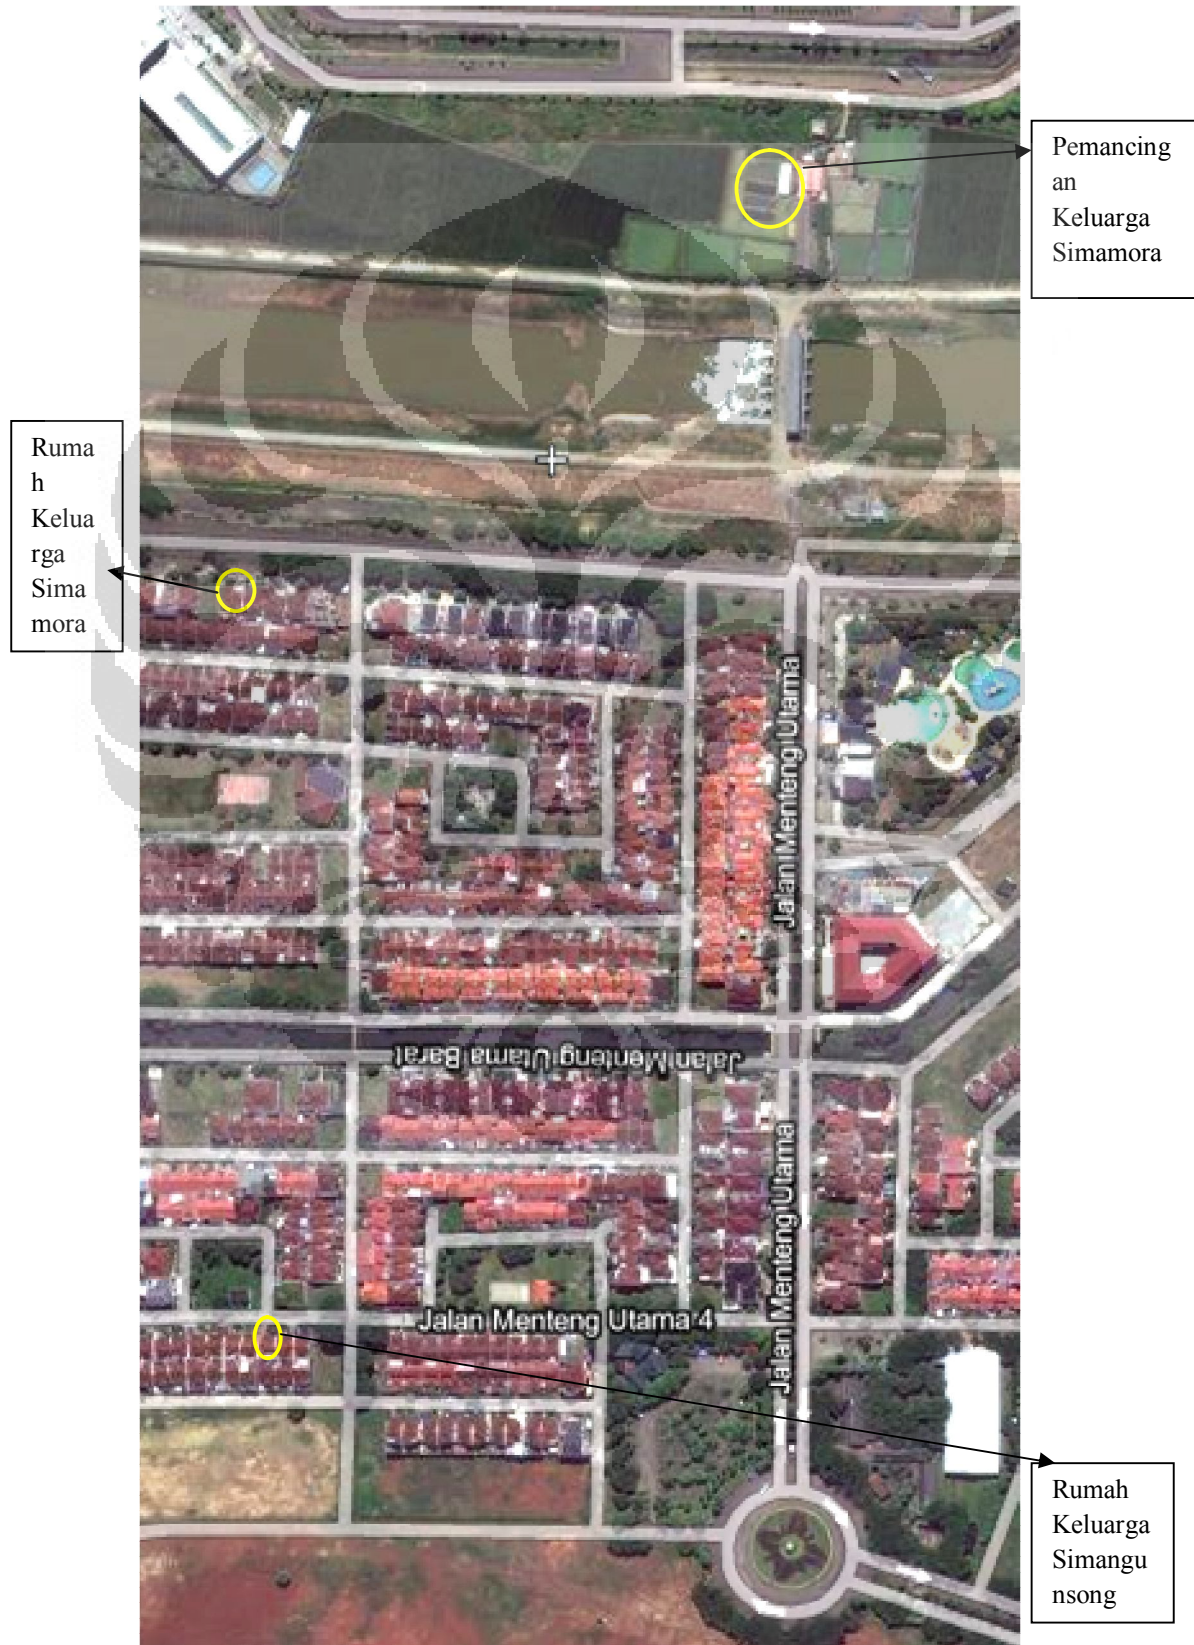 Pemancing
an
Keluarga
Simamora
Ruma
h
Kelua
rga
Sima
mora
Jalan Menteng Utama
Jalan Menteng Utama Barat
Jalan Menteng Utama
Jalan Menteng Utama 4
Rumah
Keluarga
Simangu
nsong